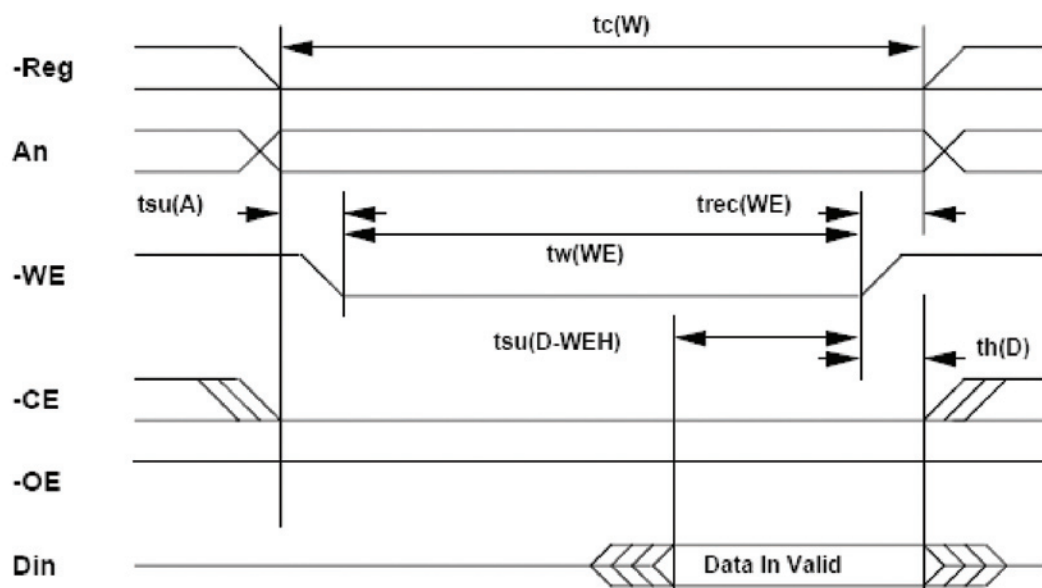 tc(W)
-Reg
An
tsu(A)
trec(WE)
tw(WE)
-WE
tsu(D-WEH)
th(D)
-CE
-OE
Din
Data In Valid